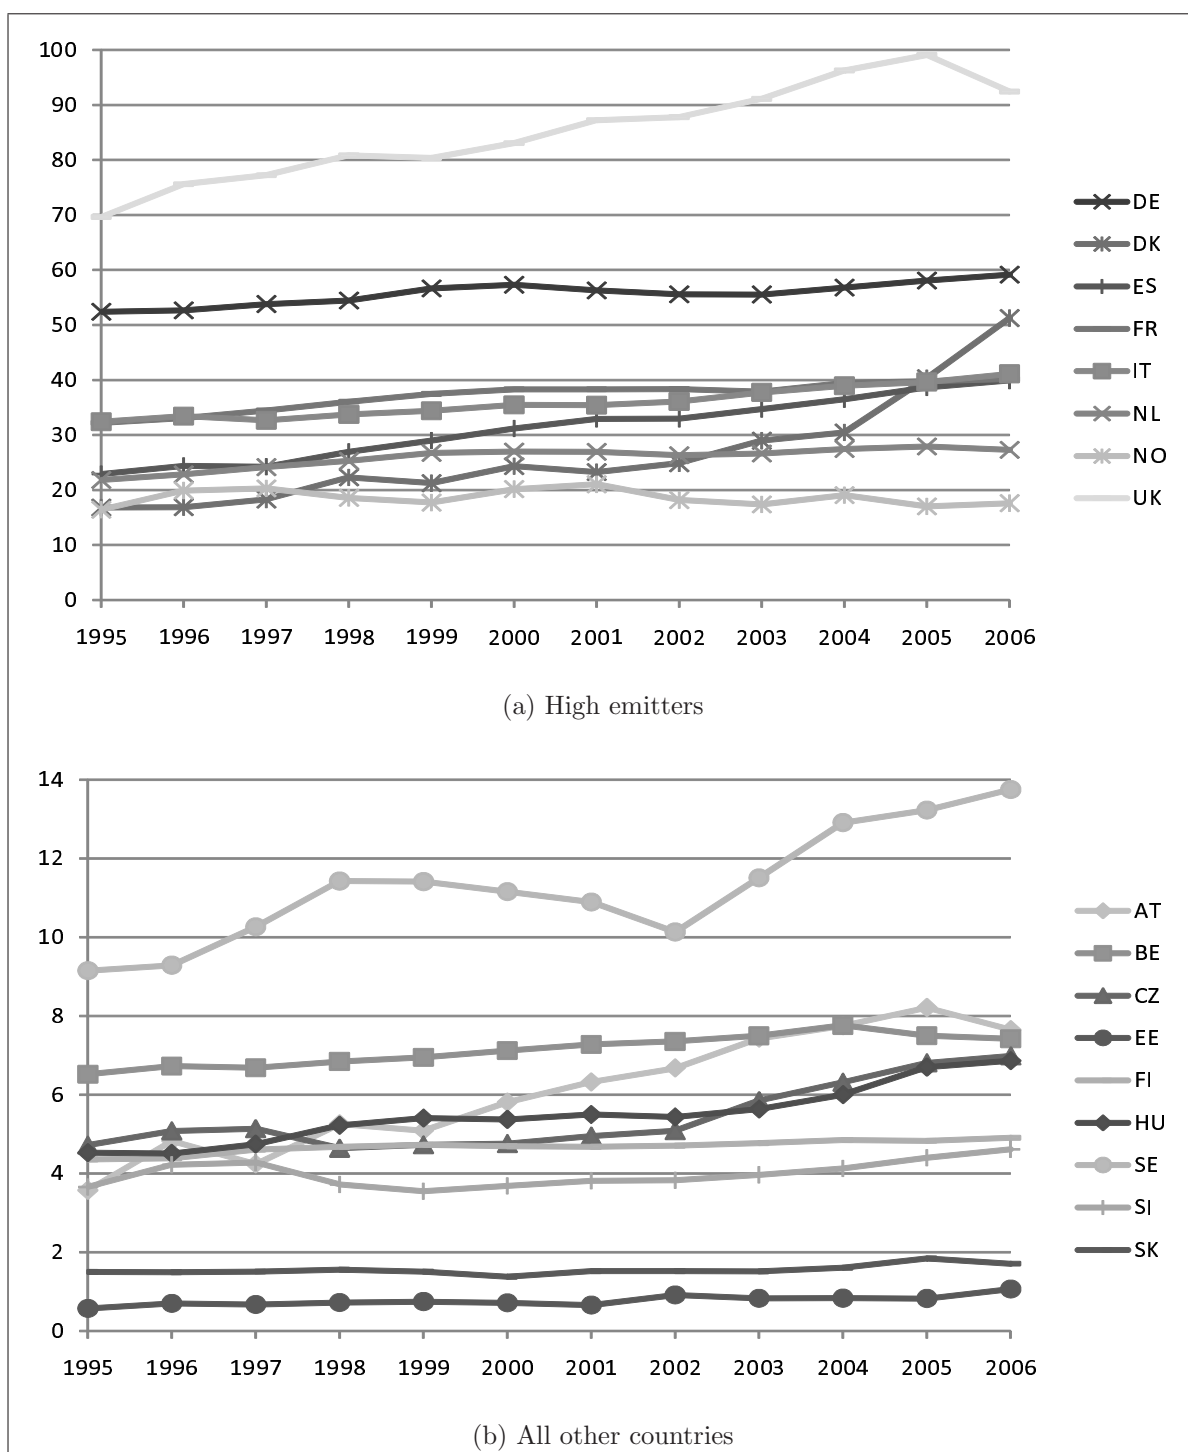 100
90
80
70
60
50
40
30
20
10
0
1995 1996 1997 1998 1999 2000 2001 2002 2003 2004 2005 2006
DE
DK
ES
FR
IT
NL
NO
UK
(a) High emitters
14
12
10
8
6
4
2
0
1995 1996 1997 1998 1999 2000 2001 2002 2003 2004 2005 2006
AT
BE
CZ
EE
FI
HU
SE
SI
SK
(b) All other countries